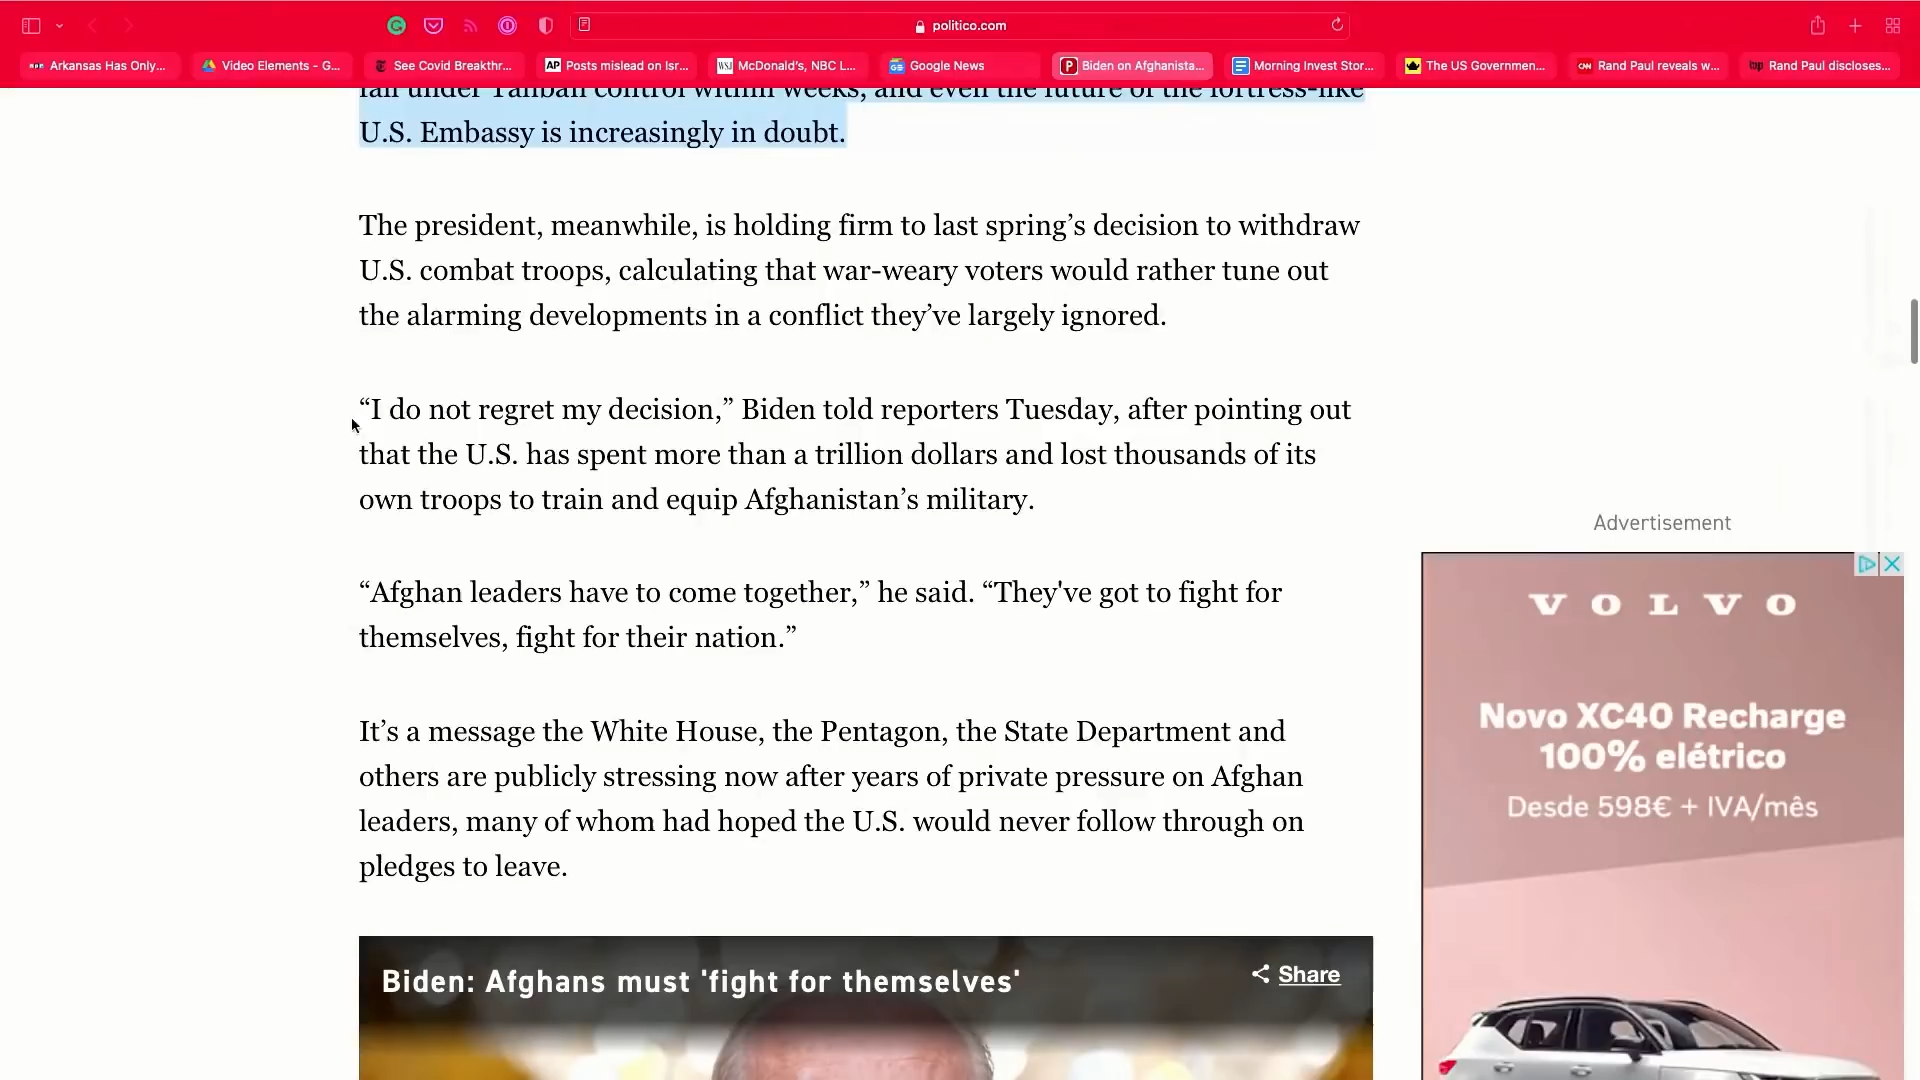 politico.com
Arkansas Has Only...
Video Elements - G...
See Covid Breakthr...
AP Posts mislead on Isr...
WSJ McDonald’s, NBC L...
Google News
P Biden on Afghanista...
Morning Invest Stor...
The US Governmen...
CNN Rand Paul reveals w...
Rand Paul discloses...
fall under Taliban control within weeks, and even the future of the fortress-like
U.S. Embassy is increasingly in doubt.
The president, meanwhile, is holding firm to last spring’s decision to withdraw
U.S. combat troops, calculating that war-weary voters would rather tune out
the alarming developments in a conflict they’ve largely ignored.
“I do not regret my decision,” Biden told reporters Tuesday, after pointing out
that the U.S. has spent more than a trillion dollars and lost thousands of its
own troops to train and equip Afghanistan’s military.
“Afghan leaders have to come together,” he said. “They've got to fight for
themselves, fight for their nation.”
It’s a message the White House, the Pentagon, the State Department and
others are publicly stressing now after years of private pressure on Afghan
leaders, many of whom had hoped the U.S. would never follow through on
pledges to leave.
Biden: Afghans must 'fight for themselves'
Share
Advertisement
VOLVO
Novo XC40 Recharge
100% elétrico
Desde 598€ + IVA/mês